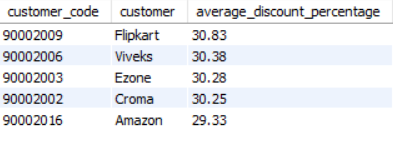 customer_code customer average_discount_percentage
90002009 Flipkart 30.83
90002006 Viveks 30.38
90002003 Ezone 30.28
90002002 Croma 30.25
90002016 Amazon 29.33